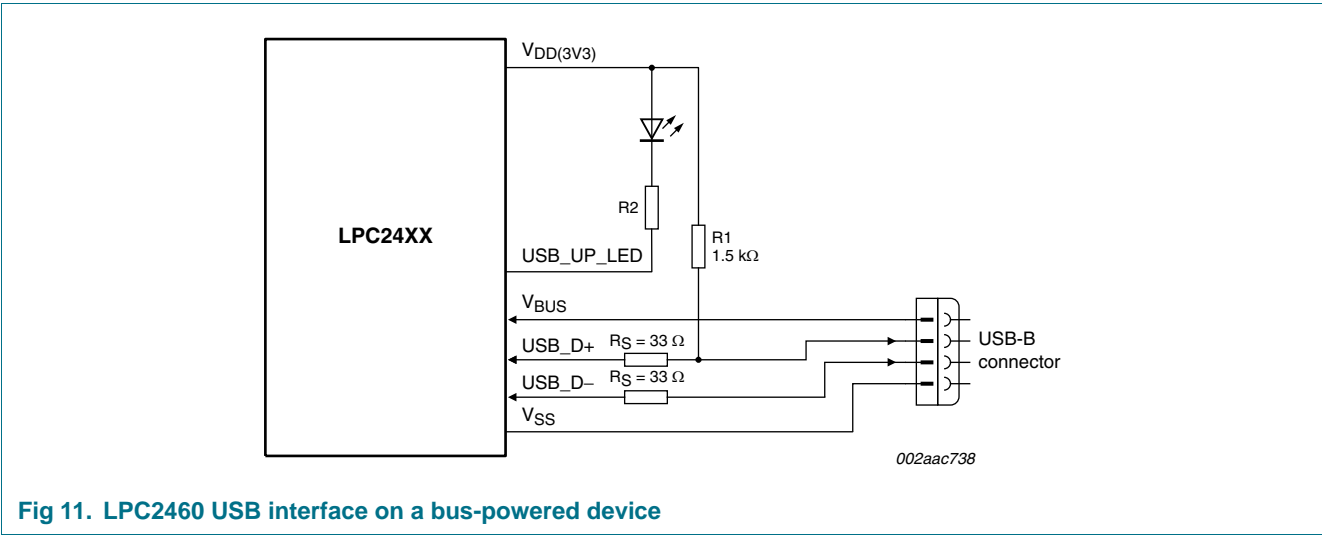 VDD(3V3)
R2
LPC24XX
R1
1.5 kΩ
USB_UP_LED
VBUS
USB_D+ RS = 33 Ω
USB-B
connector
USB_D− RS = 33 Ω
VSS
002aac738
Fig 11. LPC2460 USB interface on a bus-powered device